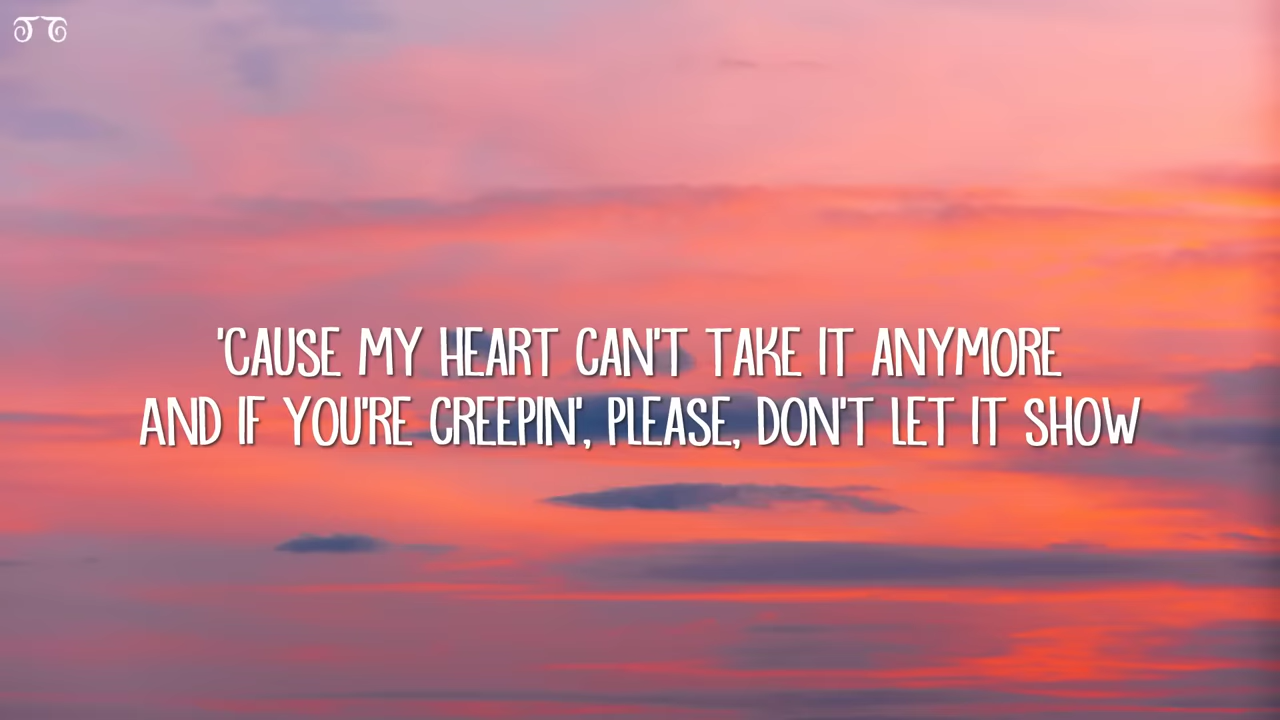 'CAUSE MY HEART CAN'T TAKE IT ANYMORE
AND IF YOU'RE CREEPIN', PLEASE, DON'T LET IT SHOW